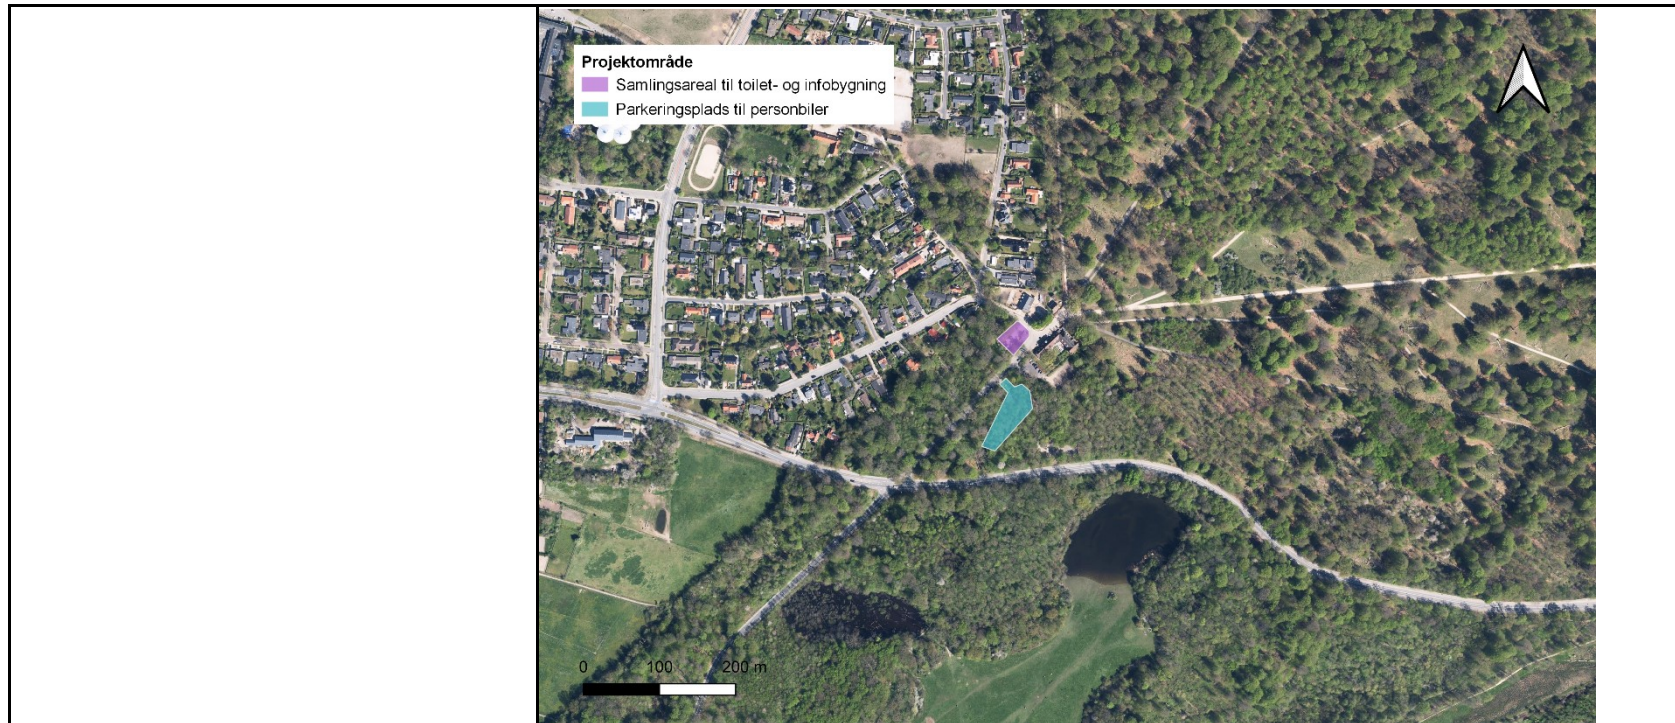 Projektområde
Samlingsareal til toilet- og infobygning
Parkeringsplads til personbiler
0 100 200 m